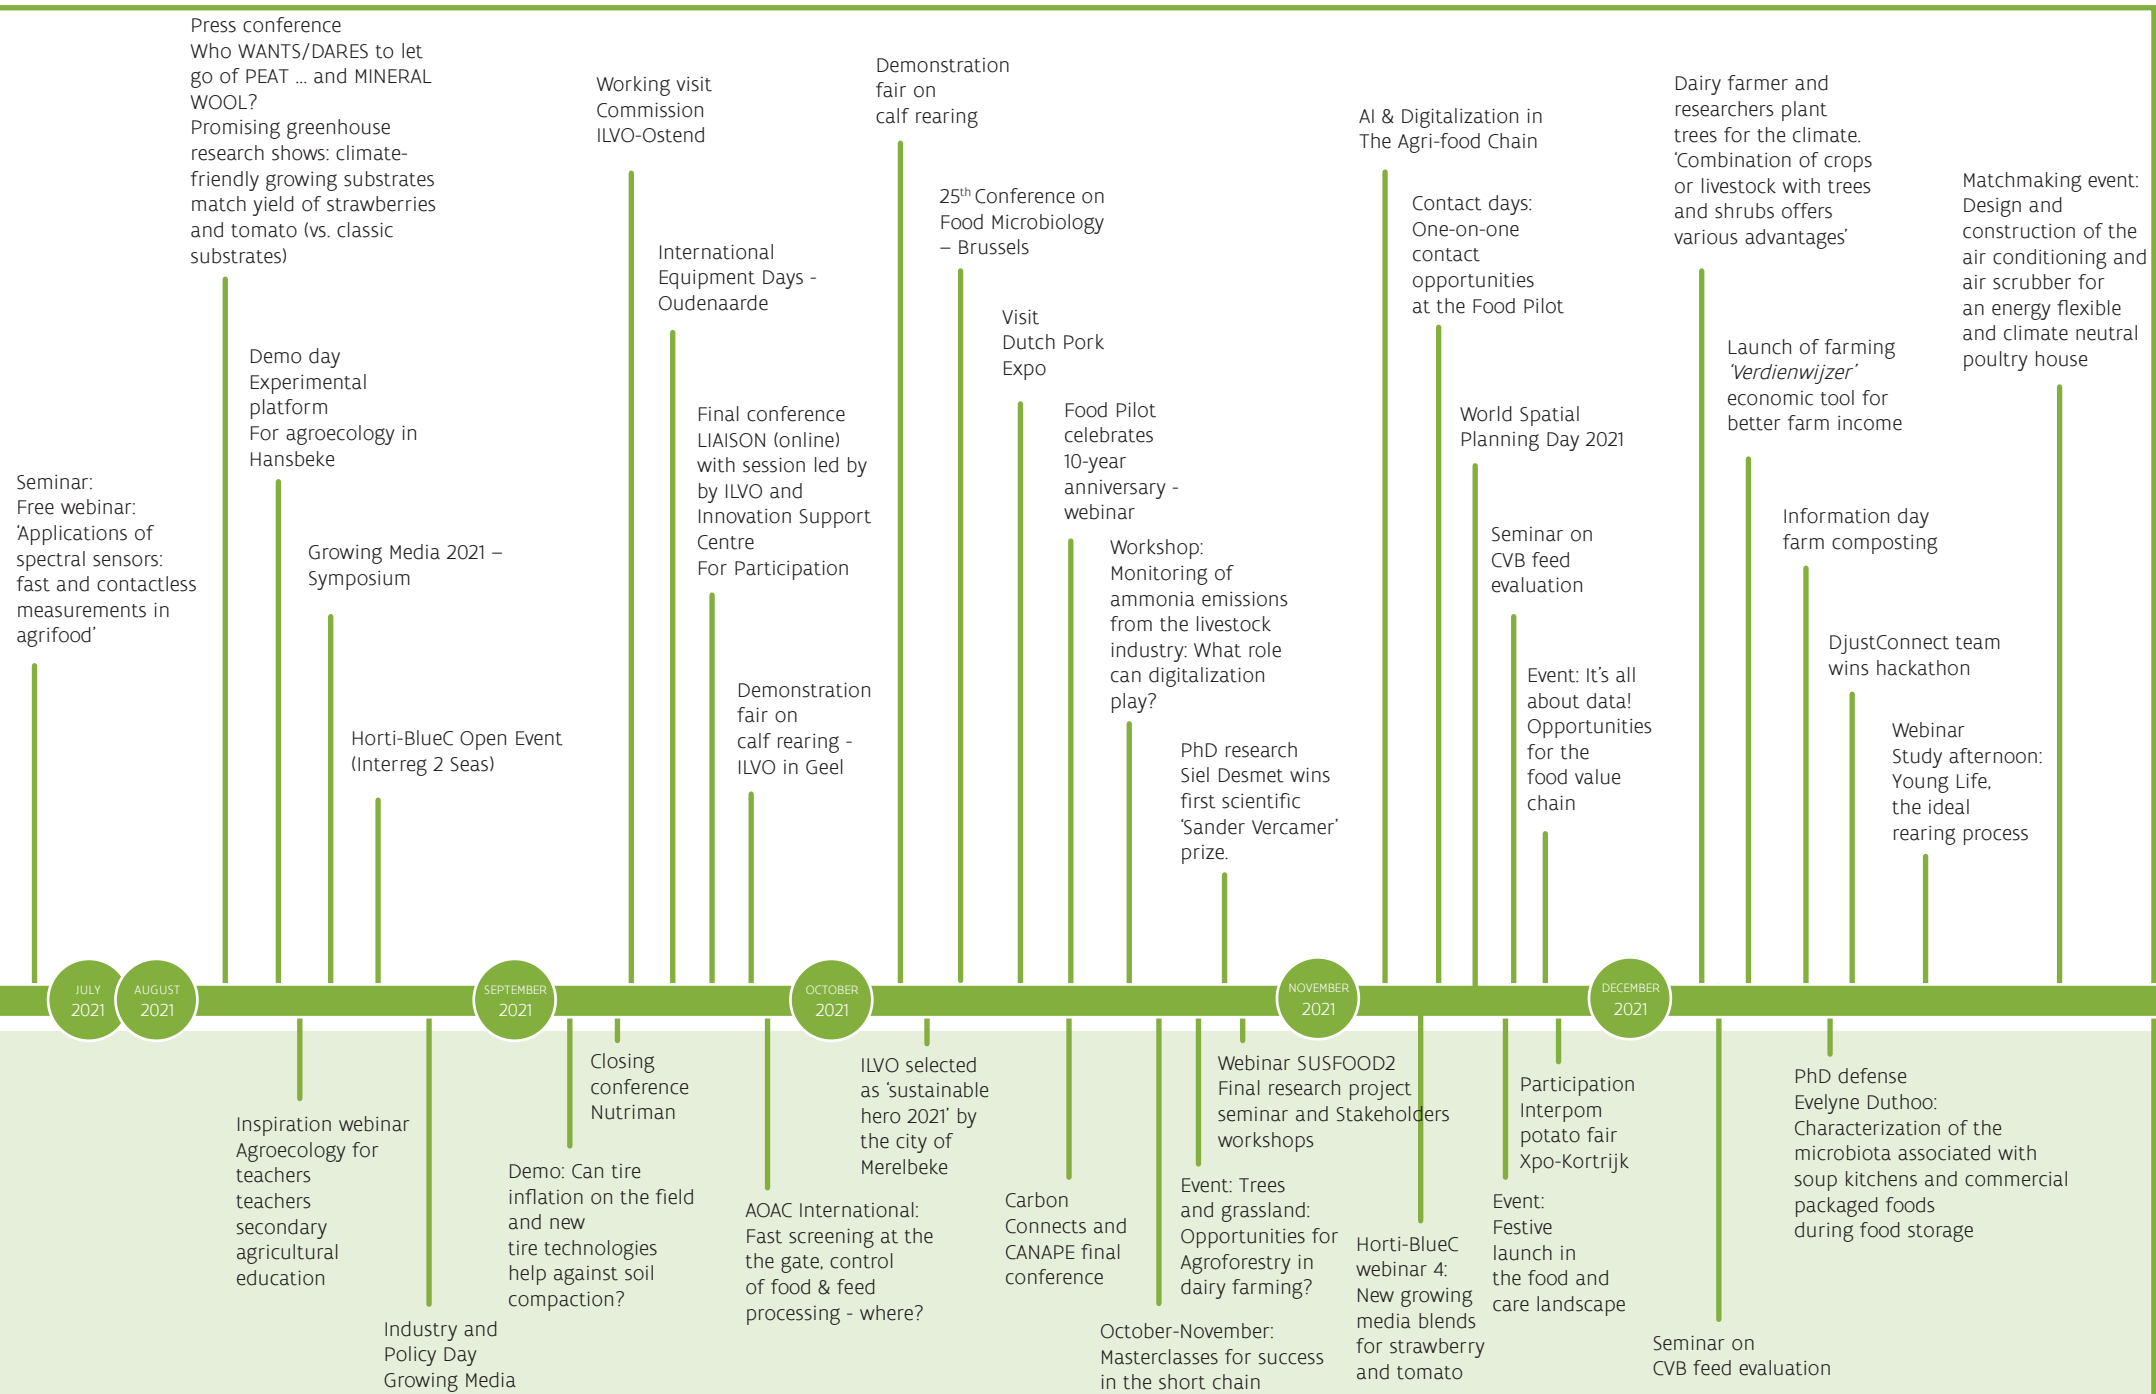 Press conference
Who WANTS/DARES to let
go of PEAT ... and MINERAL
WOOL?
Promising greenhouse
research shows: climate-
friendly growing substrates
match yield of strawberries
and tomato (vs. classic
substrates)
Working visit
Commission
ILVO-Ostend
Demonstration
fair on
calf rearing
AI & Digitalization in
The Agri-food Chain
Dairy farmer and
researchers plant
trees for the climate.
‘Combination of crops
or livestock with trees
and shrubs offers
various advantages’
Matchmaking event:
Design and
construction of the
air conditioning and
air scrubber for
an energy flexible
and climate neutral
poultry house
25th Conference on
Food Microbiology
– Brussels
Contact days:
One-on-one
contact
opportunities
at the Food Pilot
International
Equipment Days -
Oudenaarde
Visit
Dutch Pork
Expo
Launch of farming
‘Verdienwijzer’
economic tool for
better farm income
Demo day
Experimental
platform
For agroecology in
Hansbeke
Final conference
LIAISON (online)
with session led by
by ILVO and
Innovation Support
Centre
For Participation
Food Pilot
celebrates
10-year
anniversary -
webinar
World Spatial
Planning Day 2021
Seminar:
Free webinar:
‘Applications of
spectral sensors:
fast and contactless
measurements in
agrifood’
Growing Media 2021 –
Symposium
Workshop:
Monitoring of
ammonia emissions
from the livestock
industry: What role
can digitalization
play?
Seminar on
CVB feed
evaluation
Information day
farm composting
Horti-BlueC Open Event
(Interreg 2 Seas)
Demonstration
fair on
calf rearing -
ILVO in Geel
PhD research
Siel Desmet wins
first scientific
‘Sander Vercamer’
prize.
Event: It’s all
about data!
Opportunities
for the
food value
chain
DjustConnect team
wins hackathon
Webinar
Study afternoon:
Young Life,
the ideal
rearing process
JULY
2021
AUGUST
2021
SEPTEMBER
2021
OCTOBER
2021
NOVEMBER
2021
DECEMBER
2021
Inspiration webinar
Agroecology for
teachers
teachers
secondary
agricultural
education
Industry and
Policy Day
Growing Media
Demo: Can tire
inflation on the field
and new
tire technologies
help against soil
compaction?
Closing
conference
Nutriman
AOAC International:
Fast screening at the
the gate, control
of food & feed
processing - where?
ILVO selected
as ‘sustainable
hero 2021’ by
the city of
Merelbeke
Carbon
Connects and
CANAPE final
conference
October-November:
Masterclasses for success
in the short chain
Event: Trees
and grassland:
Opportunities for
Agroforestry in
dairy farming?
Webinar SUSFOOD2
Final research project
seminar and Stakeholders
workshops
Horti-BlueC
webinar 4:
New growing
media blends
for strawberry
and tomato
Event:
Festive
launch in
the food and
care landscape
Participation
Interpom
potato fair
Xpo-Kortrijk
Seminar on
CVB feed evaluation
PhD defense
Evelyne Duthoo:
Characterization of the
microbiota associated with
soup kitchens and commercial
packaged foods
during food storage